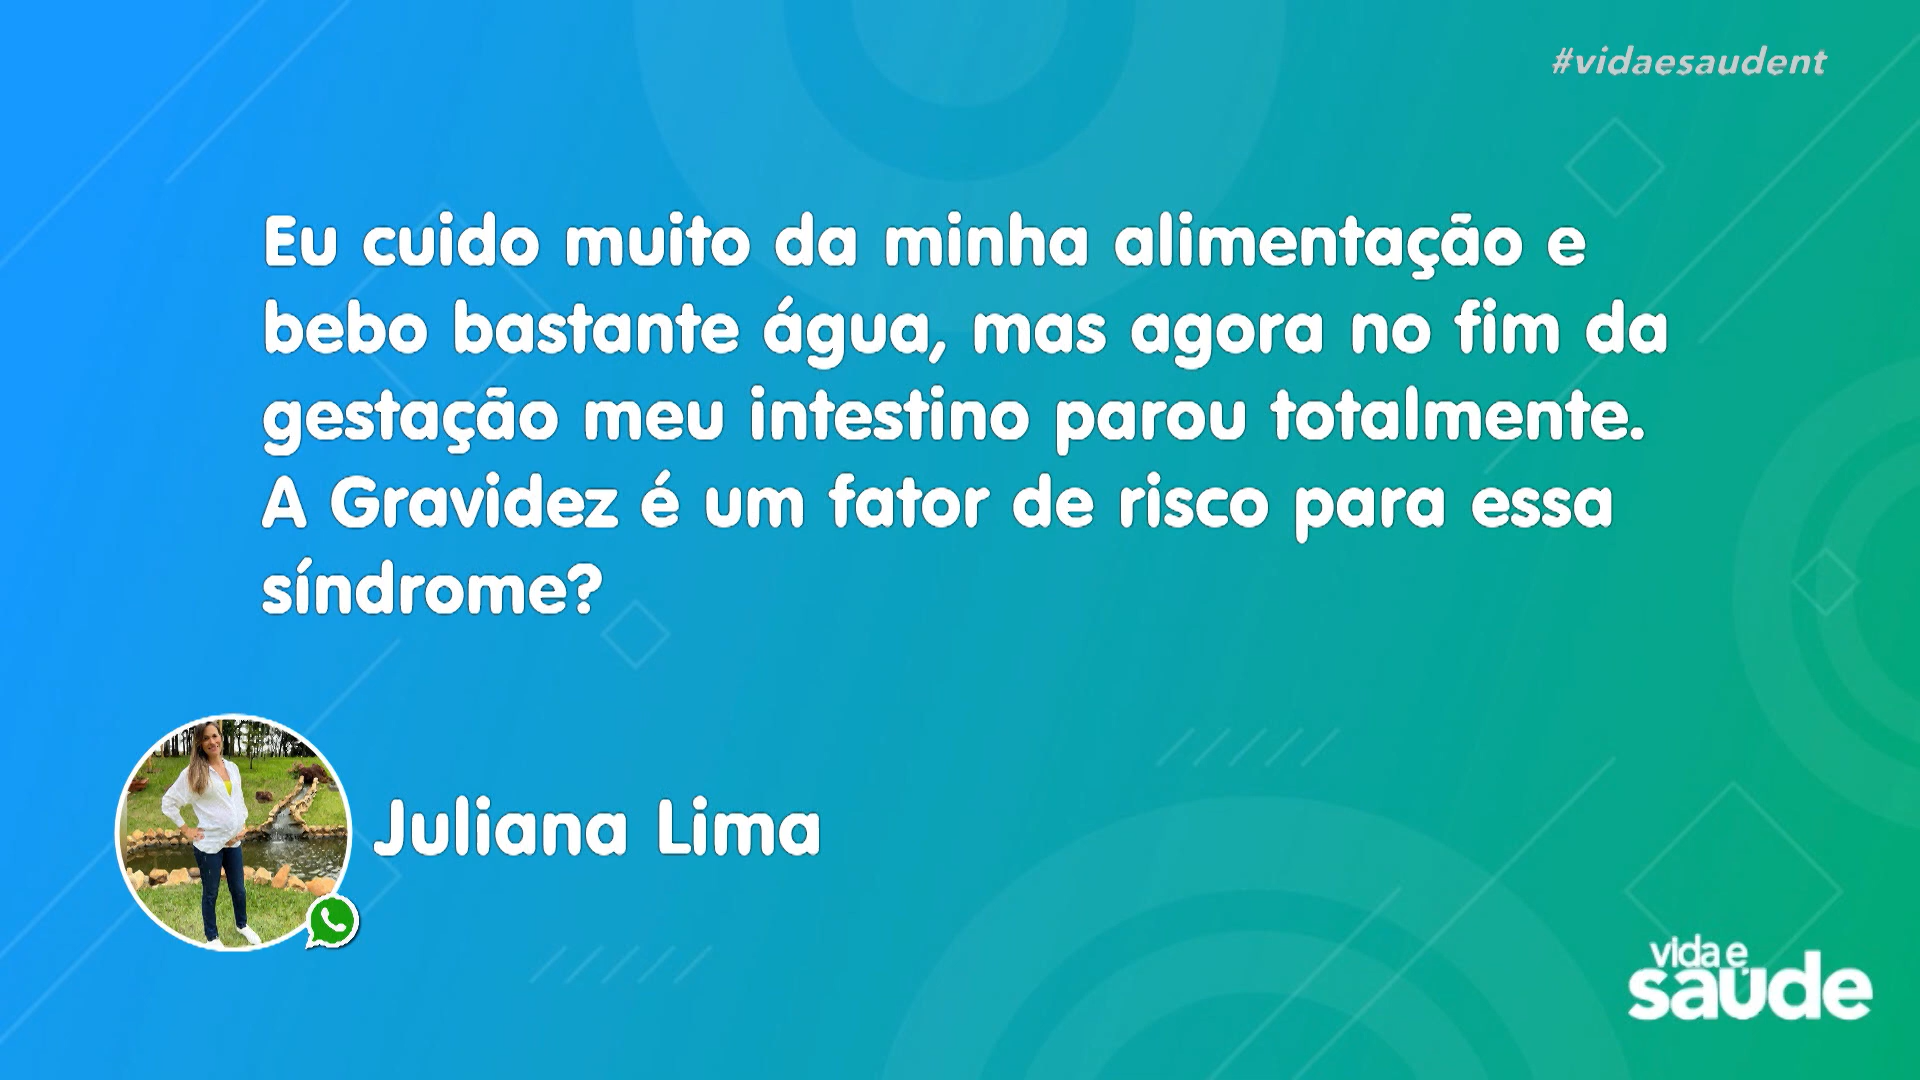 #vidaesaudent
Eu cuido muito da minha alimentação e
bebo bastante água, mas agora no fim da
gestação meu intestino parou totalmente.
A Gravidez é um fator de risco para essa
síndrome?
Juliana Lima
vida e
saúde